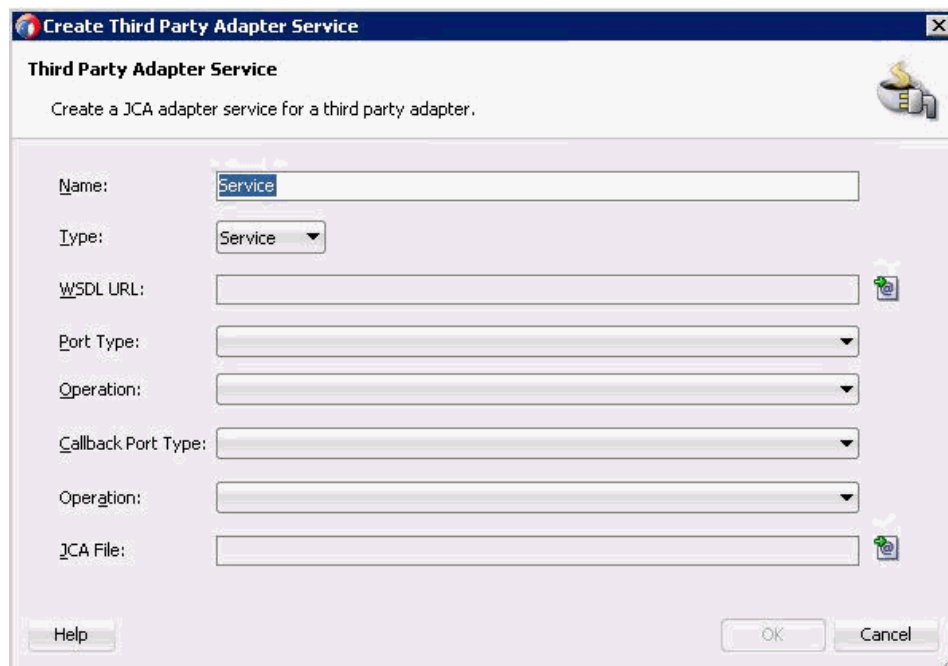 Create Third Party Adapter Service
Third Party Adapter Service
Create a JCA adapter service for a third party adapter.
Name: Service
Type: Service
WSDL URL:
Port Type:
Operation:
Callback Port Type:
Operation:
JCA File:
Help OK Cancel